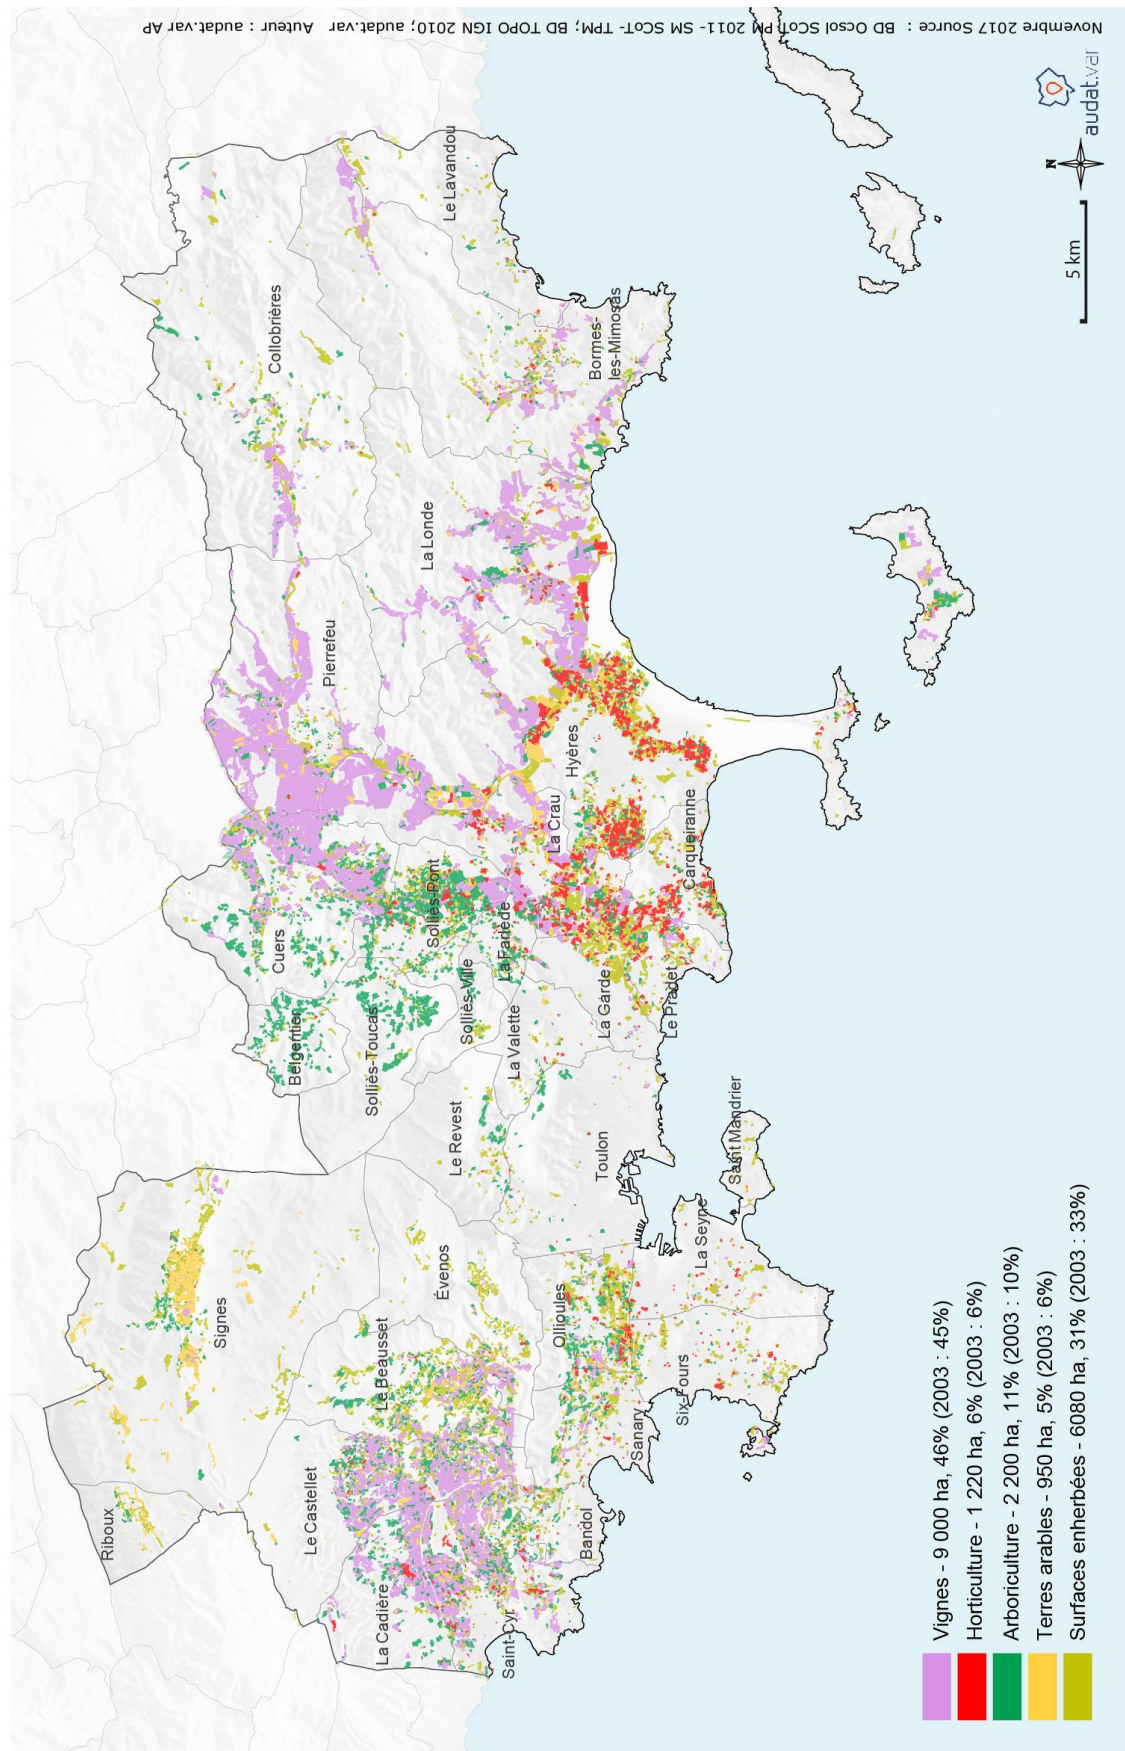 Riboux
Signes
Le Castellet
La Cadière
Saint-Cyr
Le Beausset
Évenos
Bandol
Sanary
Ollioules
Six-Fours
La Seyne
Saint Mandrier
Toulon
Le Revest
Belgentier
Solliès-Toucas
Cuers
Solliès-Pont
Solliès-Ville
La Farlède
La Valette
La Garde
Le Pradet
Carqueiranne
La Crau
Hyères
Pierrefeu
La Londe
Collobrières
Bormes-
les-Mimosas
Le Lavandou
Vignes - 9 000 ha, 46% (2003 : 45%)
Horticulture - 1 220 ha, 6% (2003 : 6%)
Arboriculture - 2 200 ha, 11% (2003 : 10%)
Terres arables - 950 ha, 5% (2003 : 6%)
Surfaces enherbées - 6080 ha, 31% (2003 : 33%)
5 km
N
audat.var
Novembre 2017 Source : BD Ocsol SCOT PM 2011- SM SCoT- TPM; BD TOPO IGN 2010; audat.var Auteur : audat.var AP